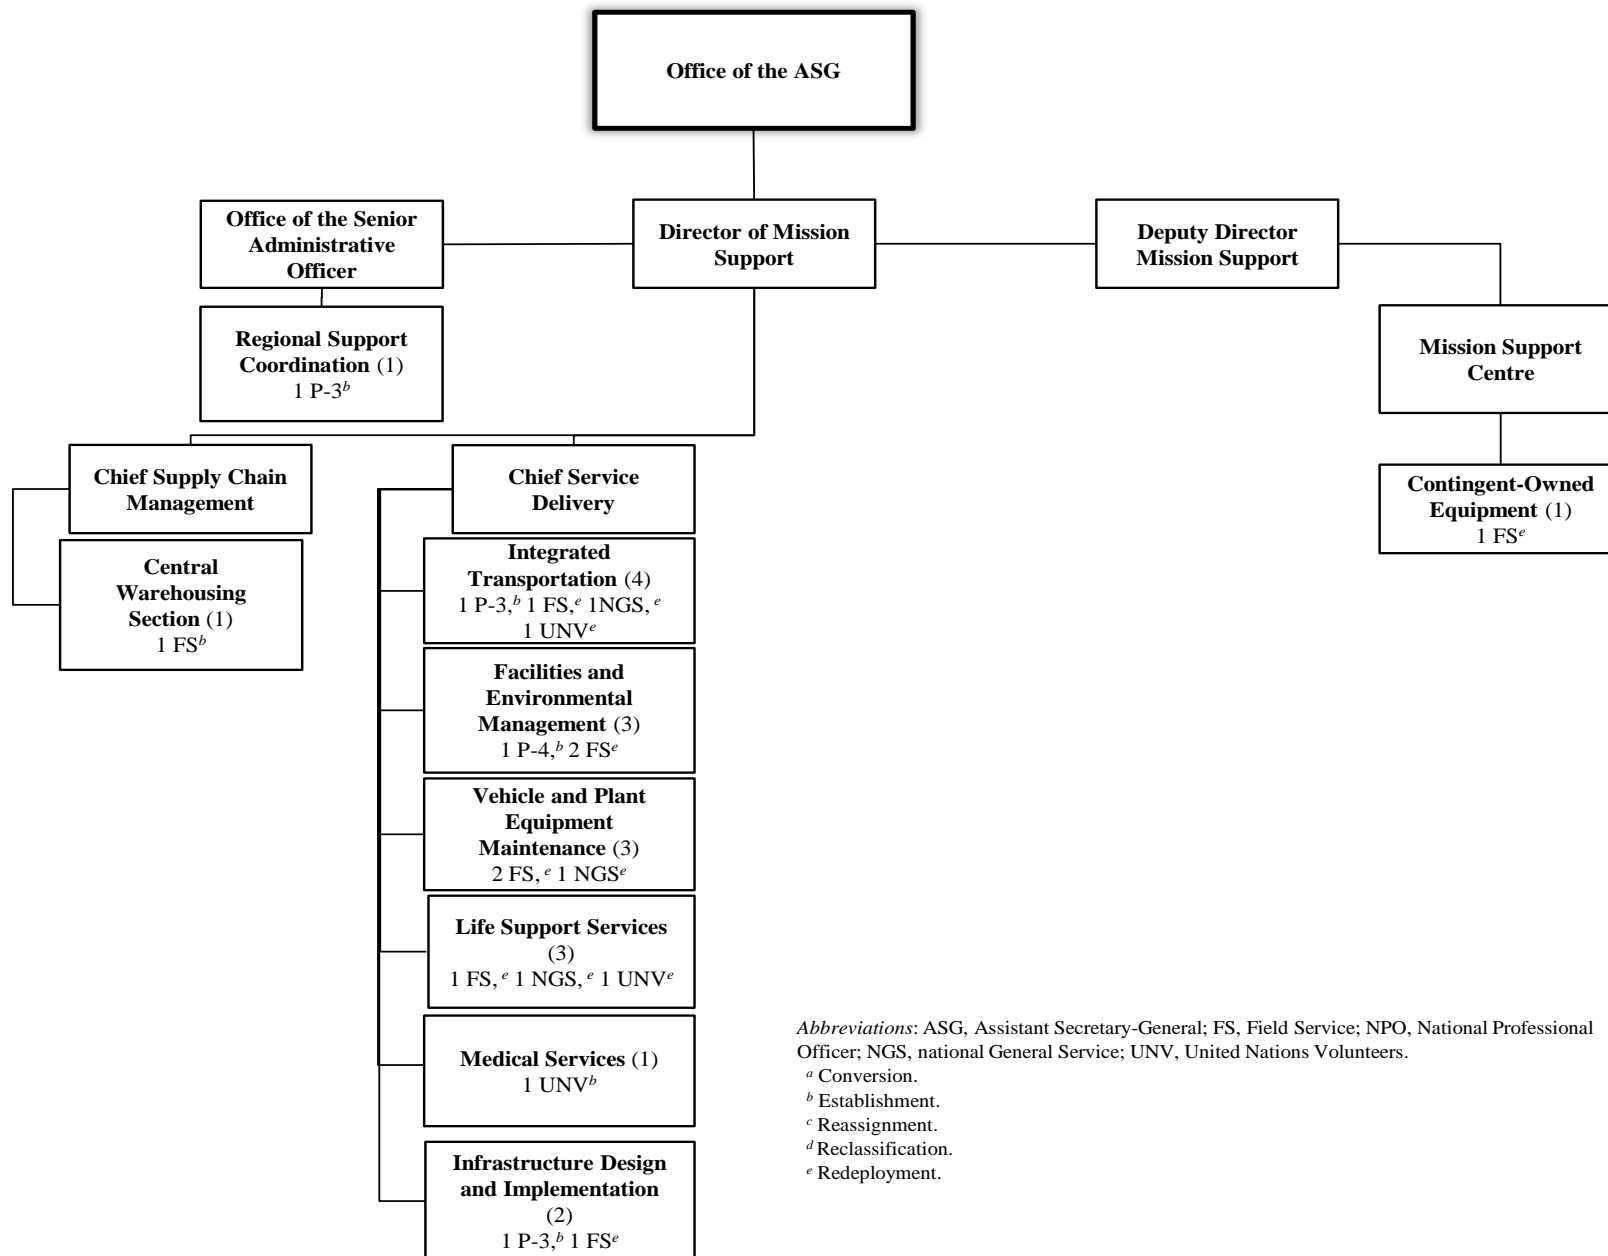 Office of the ASG
Office of the Senior
Administrative
Officer
Director of Mission
Support
Deputy Director
Mission Support
Regional Support
Coordination (1)
1 P-3b
Mission Support
Centre
Chief Supply Chain
Management
Chief Service
Delivery
Contingent-Owned
Equipment (1)
1 FSe
Central
Warehousing
Section (1)
1 FSb
Integrated
Transportation (4)
1 P-3,b 1 FS,e 1NGS, e
1 UNVe
Facilities and
Environmental
Management (3)
1 P-4,b 2 FSe
Vehicle and Plant
Equipment
Maintenance (3)
2 FS, e 1 NGSe
Life Support Services
(3)
1 FS, e 1 NGS, e 1 UNVe
Medical Services (1)
1 UNVb
Infrastructure Design
and Implementation
(2)
1 P-3,b 1 FSe
Abbreviations: ASG, Assistant Secretary-General; FS, Field Service; NPO, National Professional
Officer; NGS, national General Service; UNV, United Nations Volunteers.
a Conversion.
b Establishment.
c Reassignment.
d Reclassification.
e Redeployment.